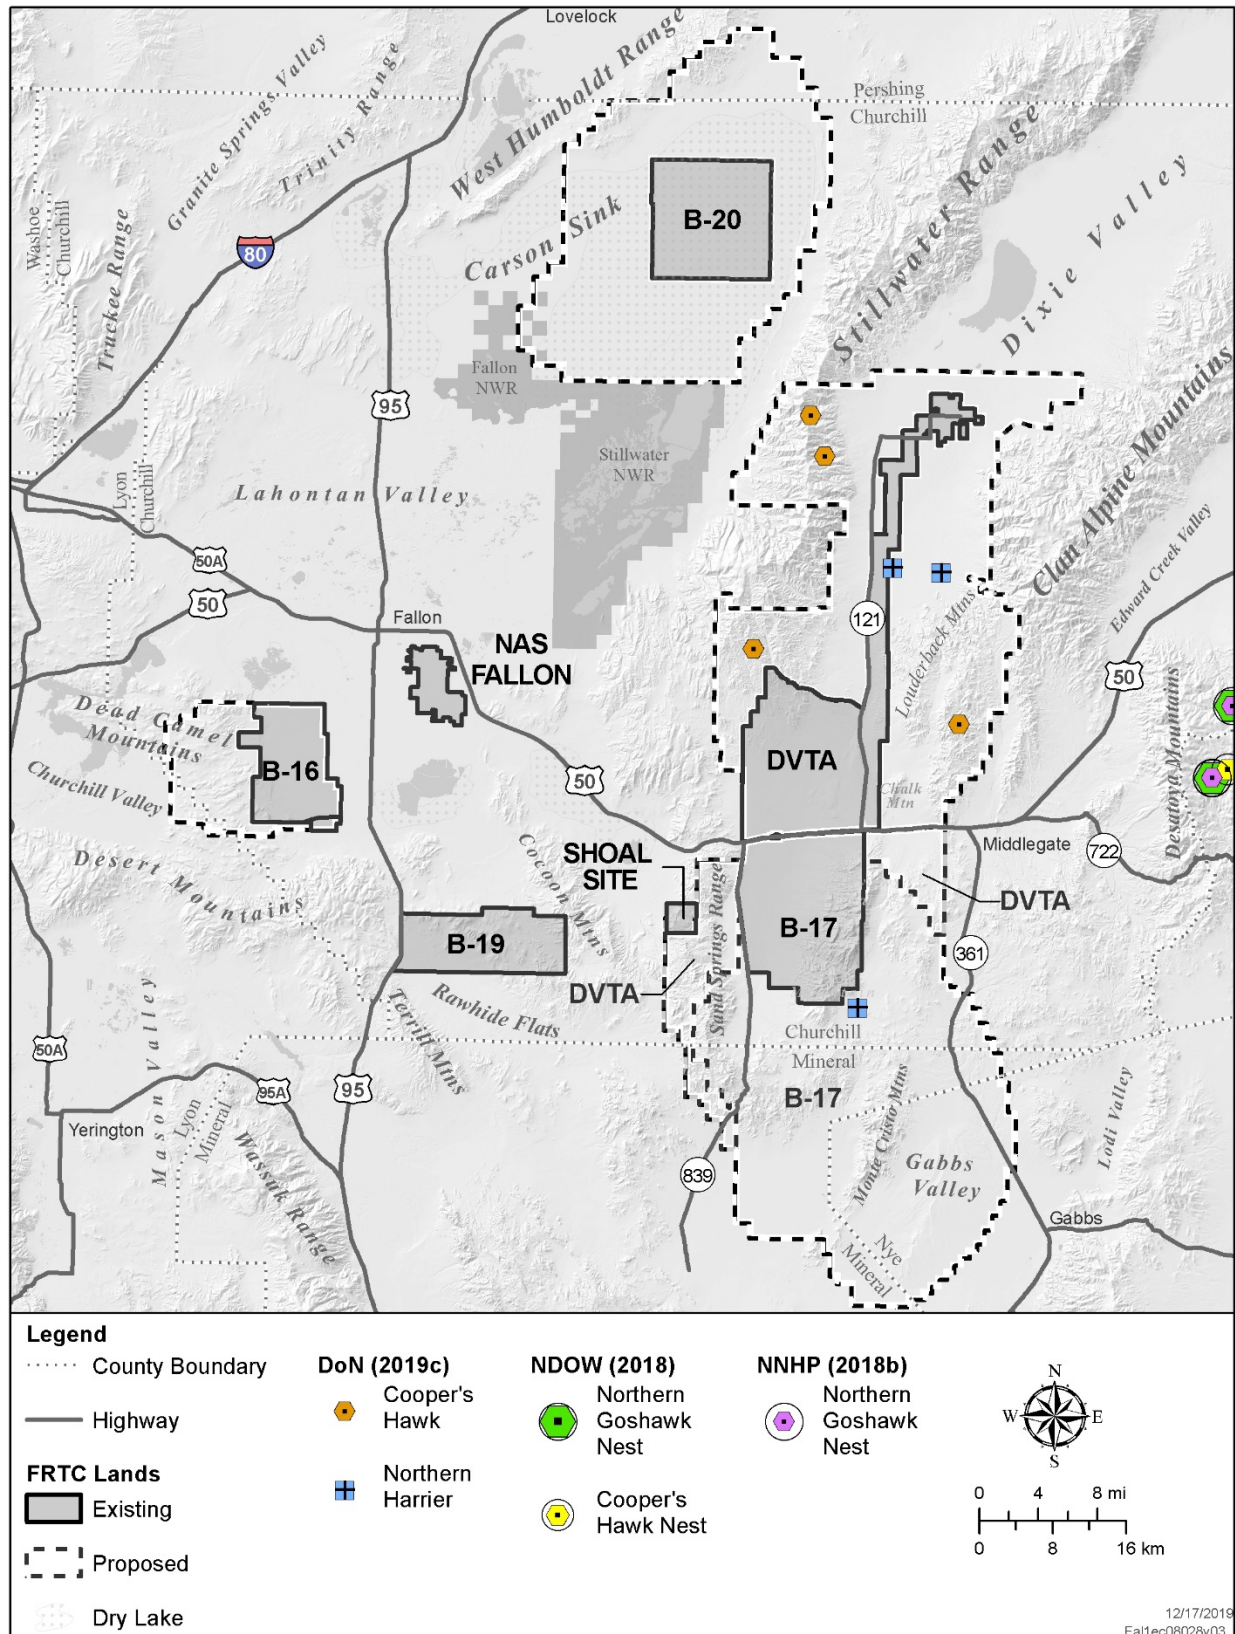 Lovelock
Granite Springs Valley
Trinity Range
West Humboldt Range
Pershing
Churchill
Washoe
Churchill
Truckee Range
80
B-20
Carson Sink
Stillwater Range
Dixie Valley
Fallon
NWR
95
Stillwater
NWR
Clan Alpine Mountains
Lahontan Valley
Lyon
Churchill
50A
50
Fallon
NAS
FALLON
121
Louderback Mtns
Edward Creek Valley
50
Desatoya Mountains
Dead Camel
Mountains
B-16
Churchill Valley
DVTA
50
Chalk
Mtn
Middlegate
722
Desert Mountains
Cocoon Mtns
SHOAL
SITE
Sand Springs Range
DVTA
B-19
B-17
361
DVTA
Rawhide Flats
Terrill Mtns
Churchill
Mineral
B-17
50A
Mason Valley
95A
95
Yerington
Lyon
Mineral
Wassuk Range
839
Monte Cristo Mtns
Gabbs
Valley
Lodi Valley
Gabbs
Nye
Mineral
Legend
County Boundary
Highway
FRTC Lands
Existing
Proposed
Dry Lake
DoN (2019c)
Cooper's
Hawk
Northern
Harrier
NDOW (2018)
Northern
Goshawk
Nest
Cooper's
Hawk Nest
NNHP (2018b)
Northern
Goshawk
Nest
N
W E
S
0 4 8 mi
0 8 16 km
12/17/2019
Fal1ec08028v03